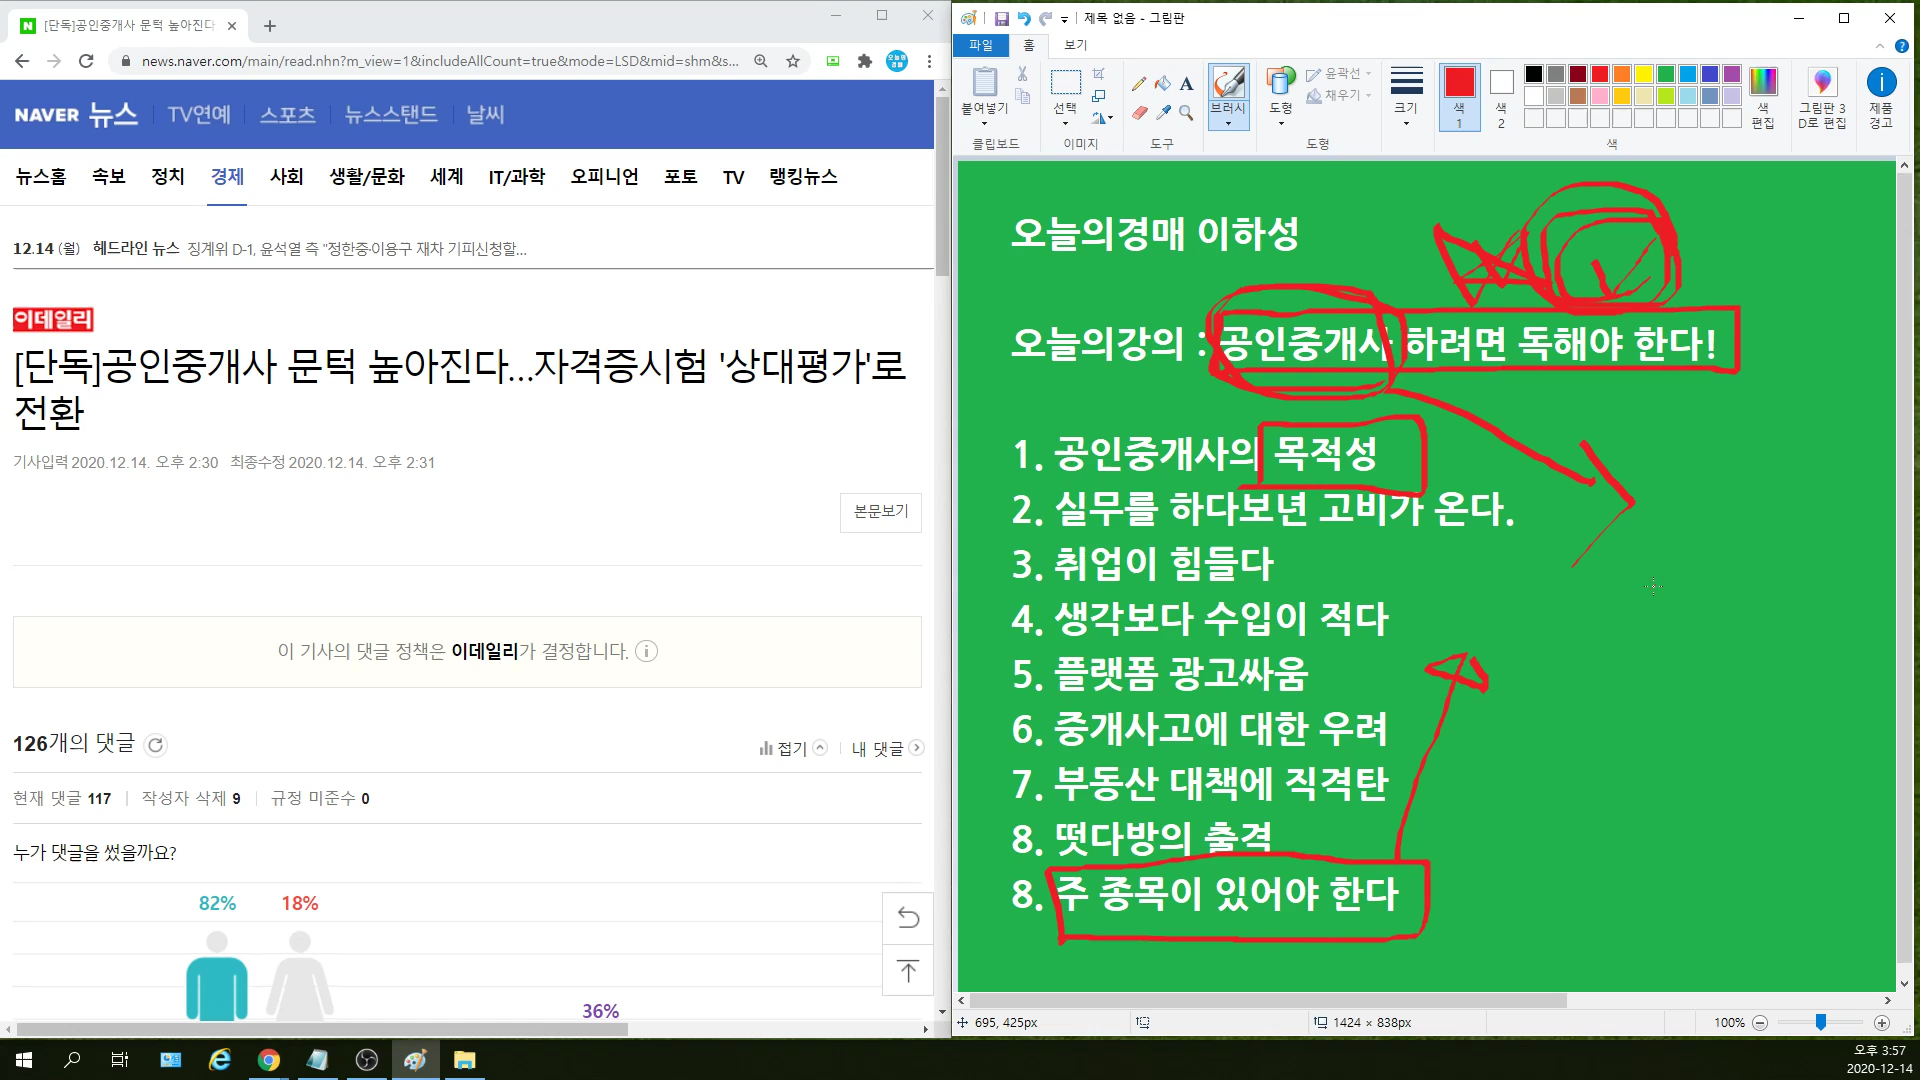 [단독]공인중개사 문턱 높아진다
news.naver.com/main/read.nhn?m_view=1&includeAllCount=true&mode=LSD&mid=shm&s...
NAVER 뉴스 TV연예 스포츠 뉴스스탠드 날씨
뉴스홈 속보 정치 경제 사회 생활/문화 세계 IT/과학 오피니언 포토 TV 랭킹뉴스
12.14 (월) 헤드라인 뉴스 징계위 D-1, 윤석열 측 "정한중·이용구 재차 기피신청할...
이데일리
[단독]공인중개사 문턱 높아진다...자격증시험 '상대평가'로
전환
기사입력 2020.12.14. 오후 2:30 최종수정 2020.12.14. 오후 2:31
본문보기
이 기사의 댓글 정책은 이데일리가 결정합니다.
126개의 댓글
접기 내 댓글
현재 댓글 117 작성자 삭제 9 규정 미준수 0
누가 댓글을 썼을까요?
82% 18%
36%
제목 없음 - 그림판
파일 홈 보기
붙여넣기
클립보드
선택
이미지
도구
브러시
도형
윤곽선
채우기
도형
크기
색 1
색 2
색 편집
색
그림판 3D로 편집
제품 경고
오늘의경매 이하성
오늘의강의 : 공인중개사 하려면 독해야 한다!
1. 공인중개사의 목적성
2. 실무를 하다보년 고비가 온다.
3. 취업이 힘들다
4. 생각보다 수입이 적다
5. 플랫폼 광고싸움
6. 중개사고에 대한 우려
7. 부동산 대책에 직격탄
8. 떳다방의 출격
8. 주 종목이 있어야 한다
695, 425px
1424 × 838px
100%
오후 3:57
2020-12-14